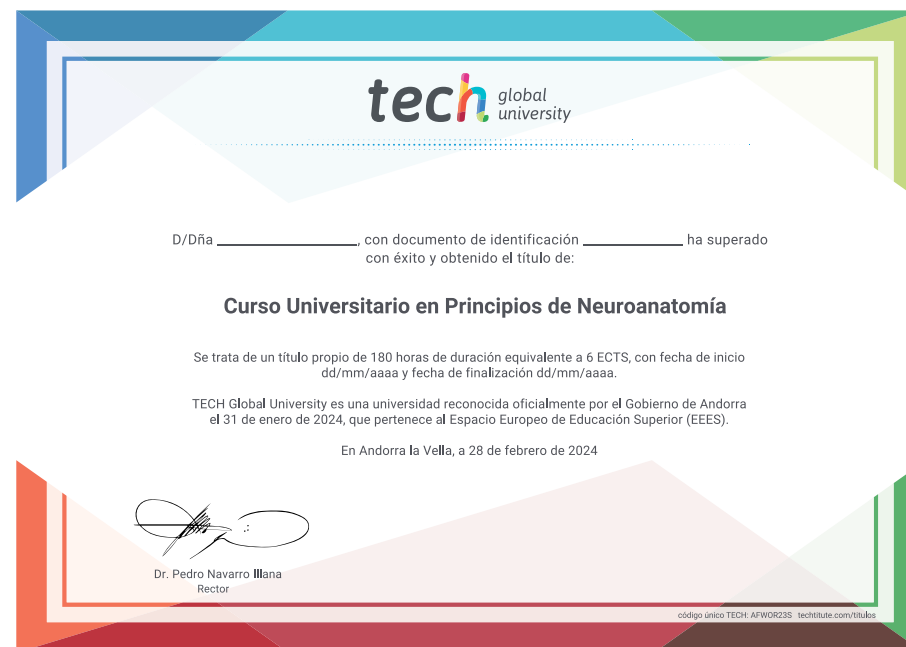 tech global university
D/Dña ____________, con documento de identificación ____________ ha superado
con éxito y obtenido el título de:
Curso Universitario en Principios de Neuroanatomía
Se trata de un título propio de 180 horas de duración equivalente a 6 ECTS, con fecha de inicio
dd/mm/aaaa y fecha de finalización dd/mm/aaaa.
TECH Global University es una universidad reconocida oficialmente por el Gobierno de Andorra
el 31 de enero de 2024, que pertenece al Espacio Europeo de Educación Superior (EEES).
En Andorra la Vella, a 28 de febrero de 2024
Dr. Pedro Navarro Illana
Rector
código único TECH: AFWOR23S techtitute.com/titulos